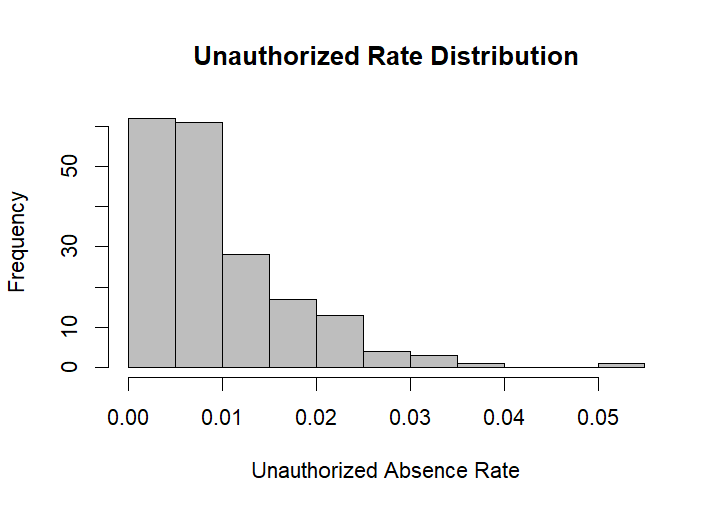 Unauthorized Rate Distribution
Frequency
50
30
10
0
0.00 0.01 0.02 0.03 0.04 0.05
Unauthorized Absence Rate